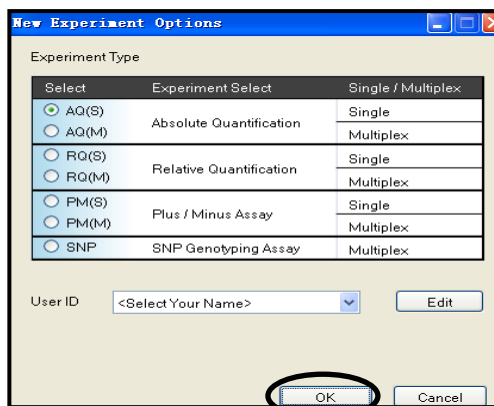 New Experiment Options
Experiment Type
Select Experiment Select Single / Multiplex
AQ(S) Absolute Quantification Single
AQ(M) Multiplex
RQ(S) Relative Quantification Single
RQ(M) Multiplex
PM(S) Plus / Minus Assay Single
PM(M) Multiplex
SNP SNP Genotyping Assay Multiplex
User ID <Select Your Name> Edit
OK Cancel